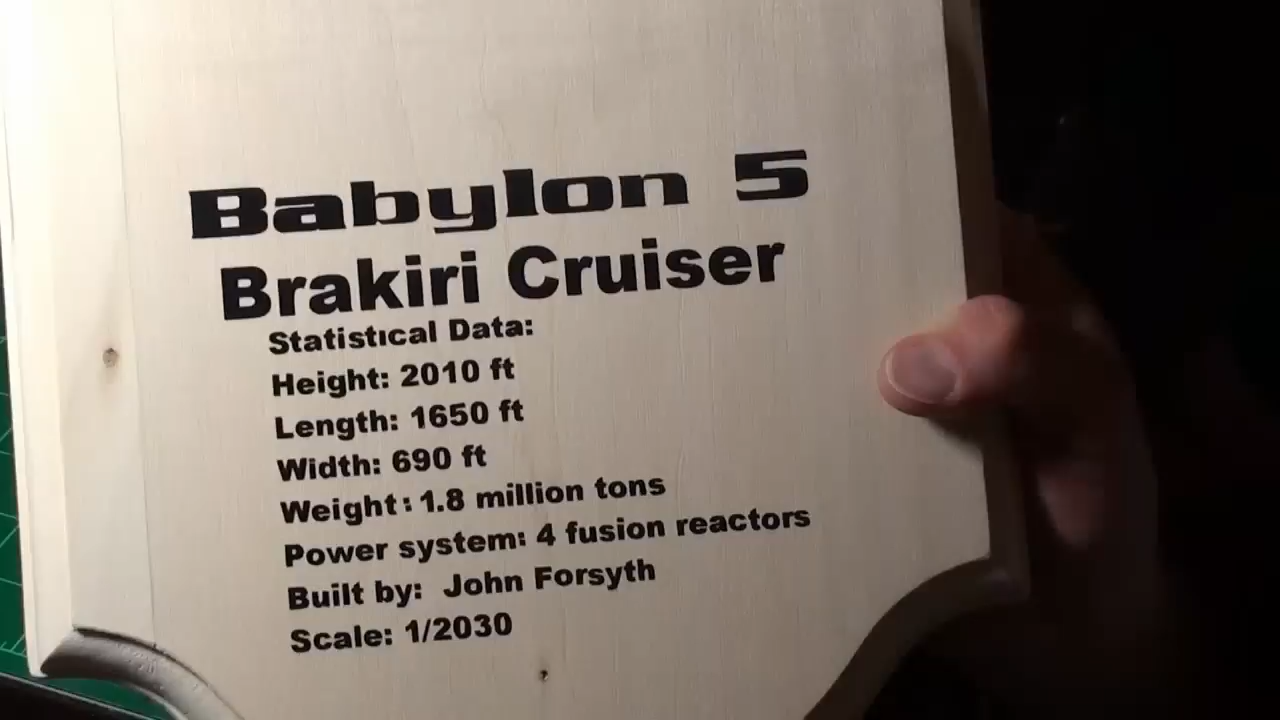 Babylon 5
Brakiri Cruiser
Statistical Data:
Height: 2010 ft
Length: 1650 ft
Width: 690 ft
Weight: 1.8 million tons
Power system: 4 fusion reactors
Built by: John Forsyth
Scale: 1/2030